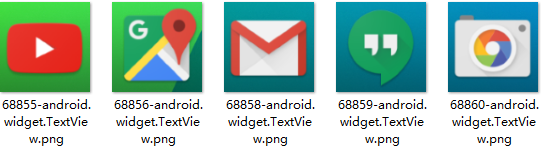 G
68855-android.
widget.TextVie
w.png
68856-android.
widget.TextVie
w.png
68858-android.
widget.TextVie
w.png
68859-android.
widget.TextVie
w.png
68860-android.
widget.TextVie
w.png